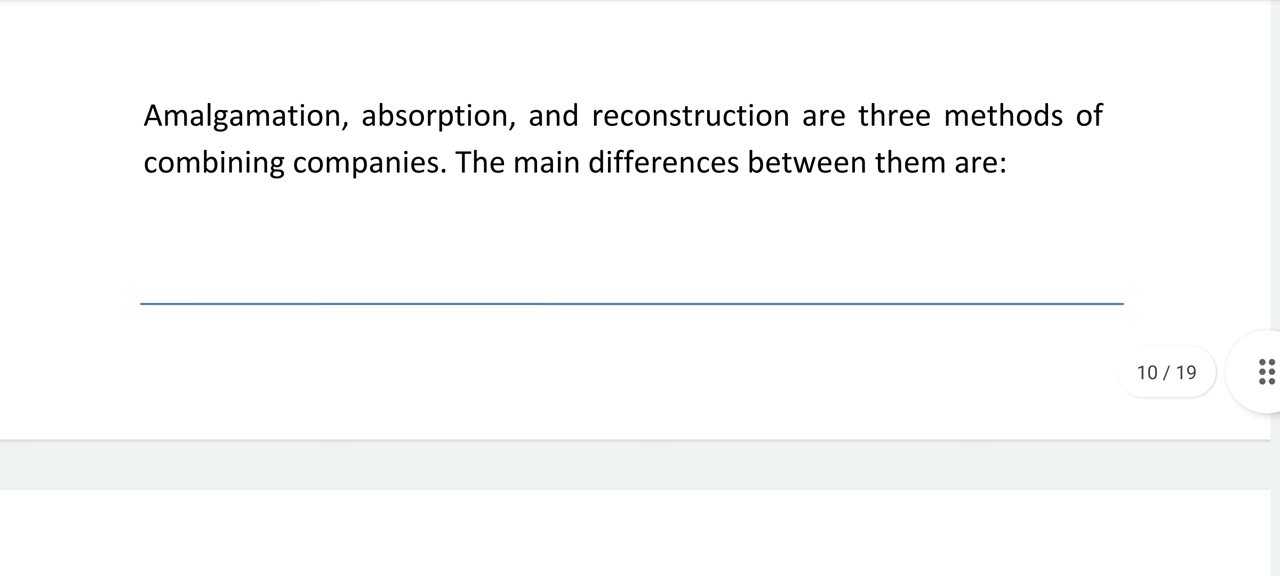 Amalgamation, absorption, and reconstruction are three methods of
combining companies. The main differences between them are:
10 / 19